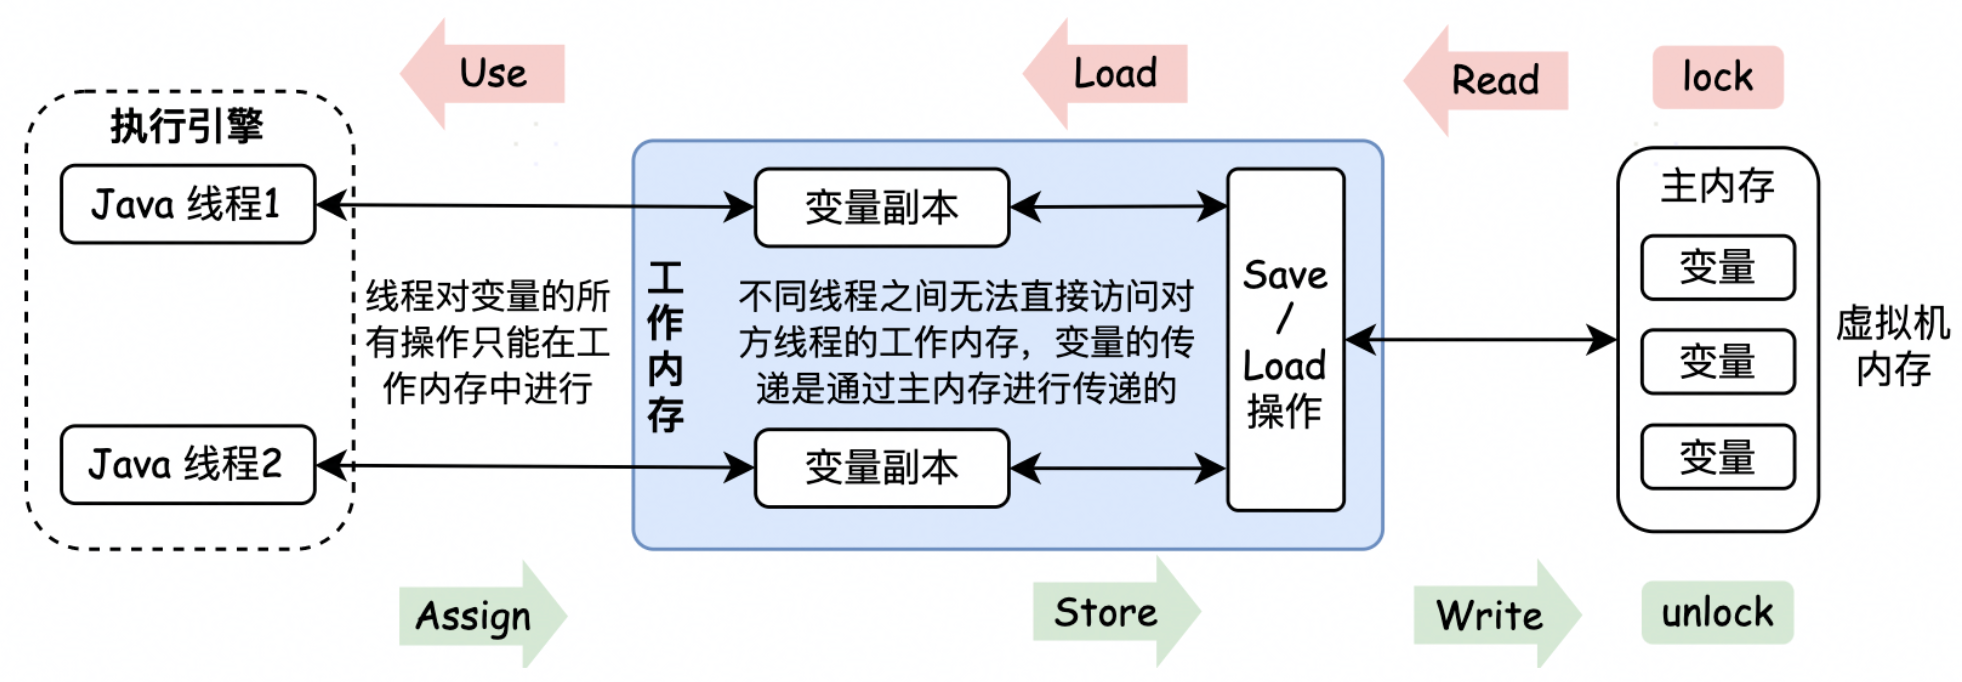 Use
Load
Read
lock
执行引擎
Java 线程1
变量副本
主内存
变量
变量
变量
虚拟机
内存
线程对变量的所
有操作只能在工
作内存中进行
工
作
内
存
不同线程之间无法直接访问对
方线程的工作内存，变量的传
递是通过主内存进行传递的
Save
/
Load
操作
Java 线程2
变量副本
Assign
Store
Write
unlock